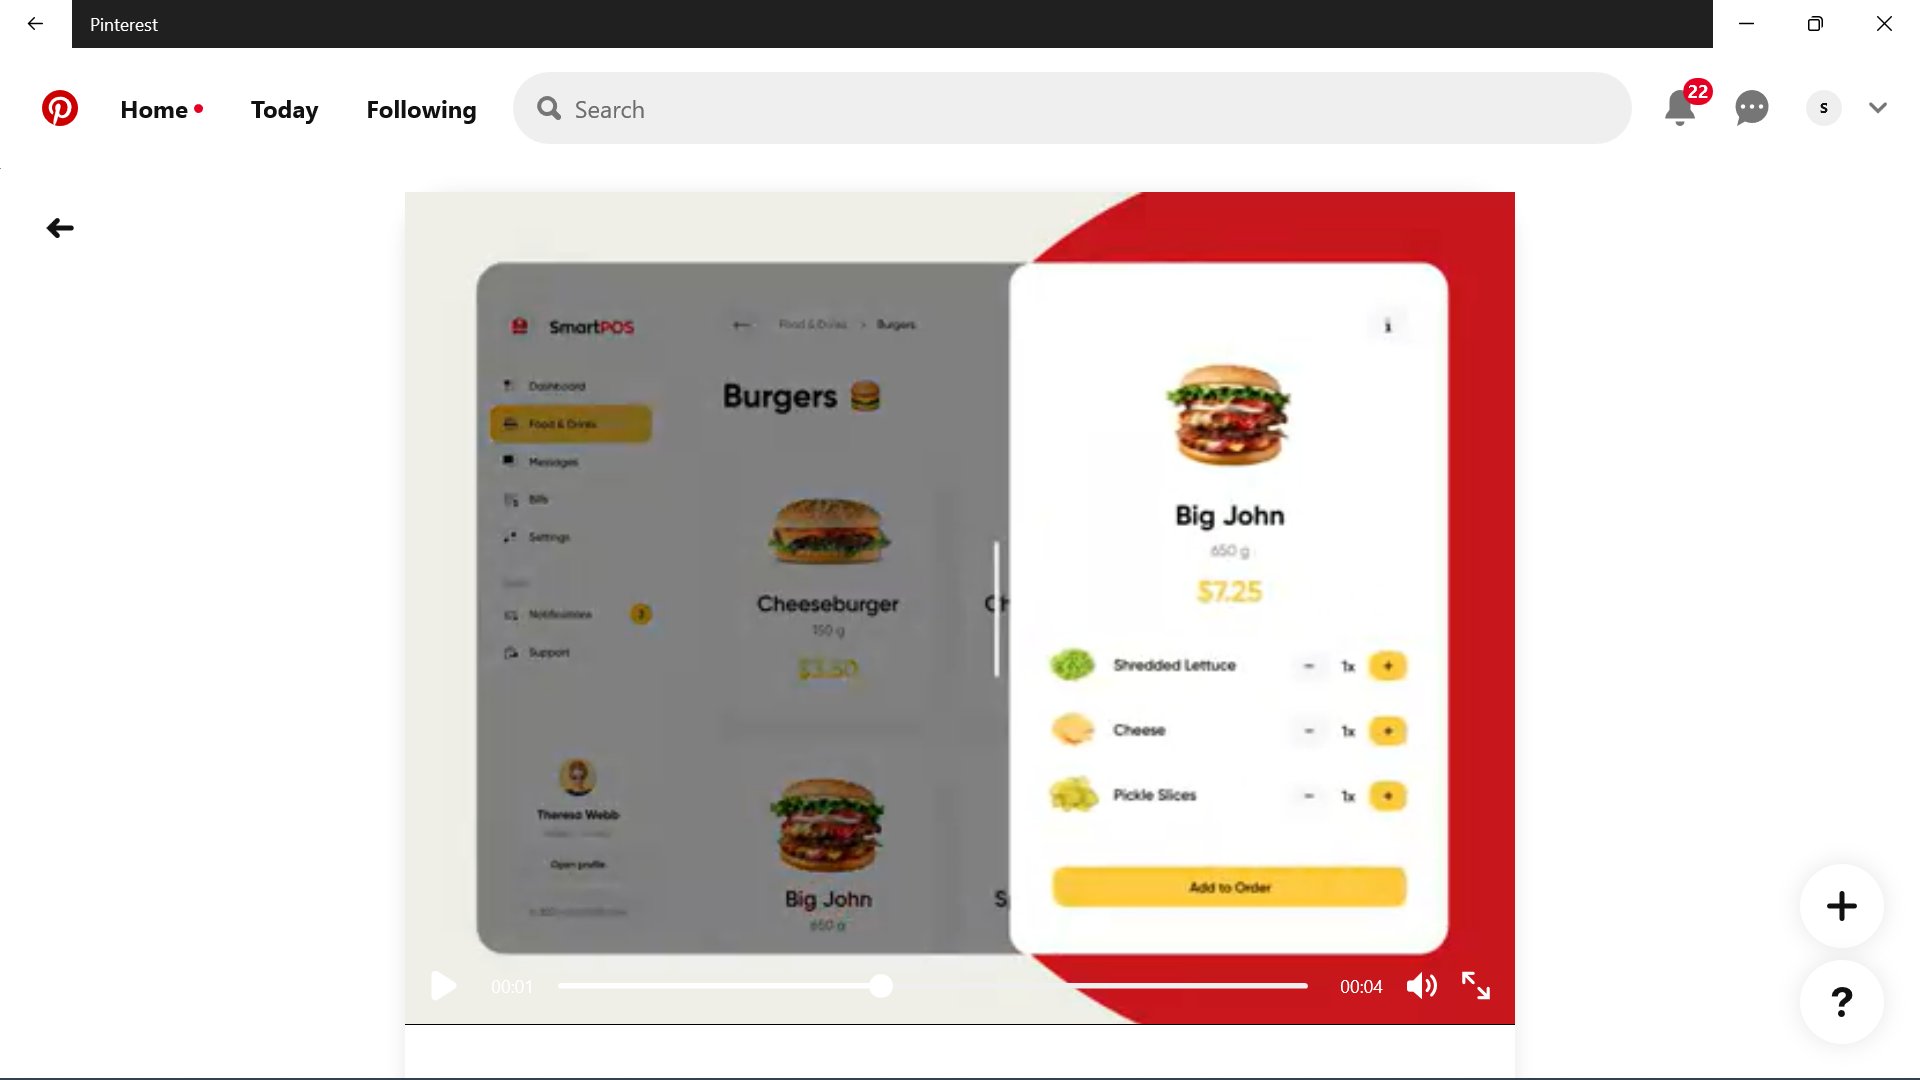 Pinterest
Home
Today
Following
Search
22
S
SmartPOS
Food & Drinks > Burgers
Dashboard
Burgers
Food & Drinks
Messages
Bills
Settings
Notifications 3
Support
Cheeseburger
150 g
$3.50
Ch
Theresa Webb
Open profile
Big John
650 g
S
Big John
650 g
$7.25
Shredded Lettuce - 1x +
Cheese - 1x +
Pickle Slices - 1x +
Add to Order
00:01
00:04
?